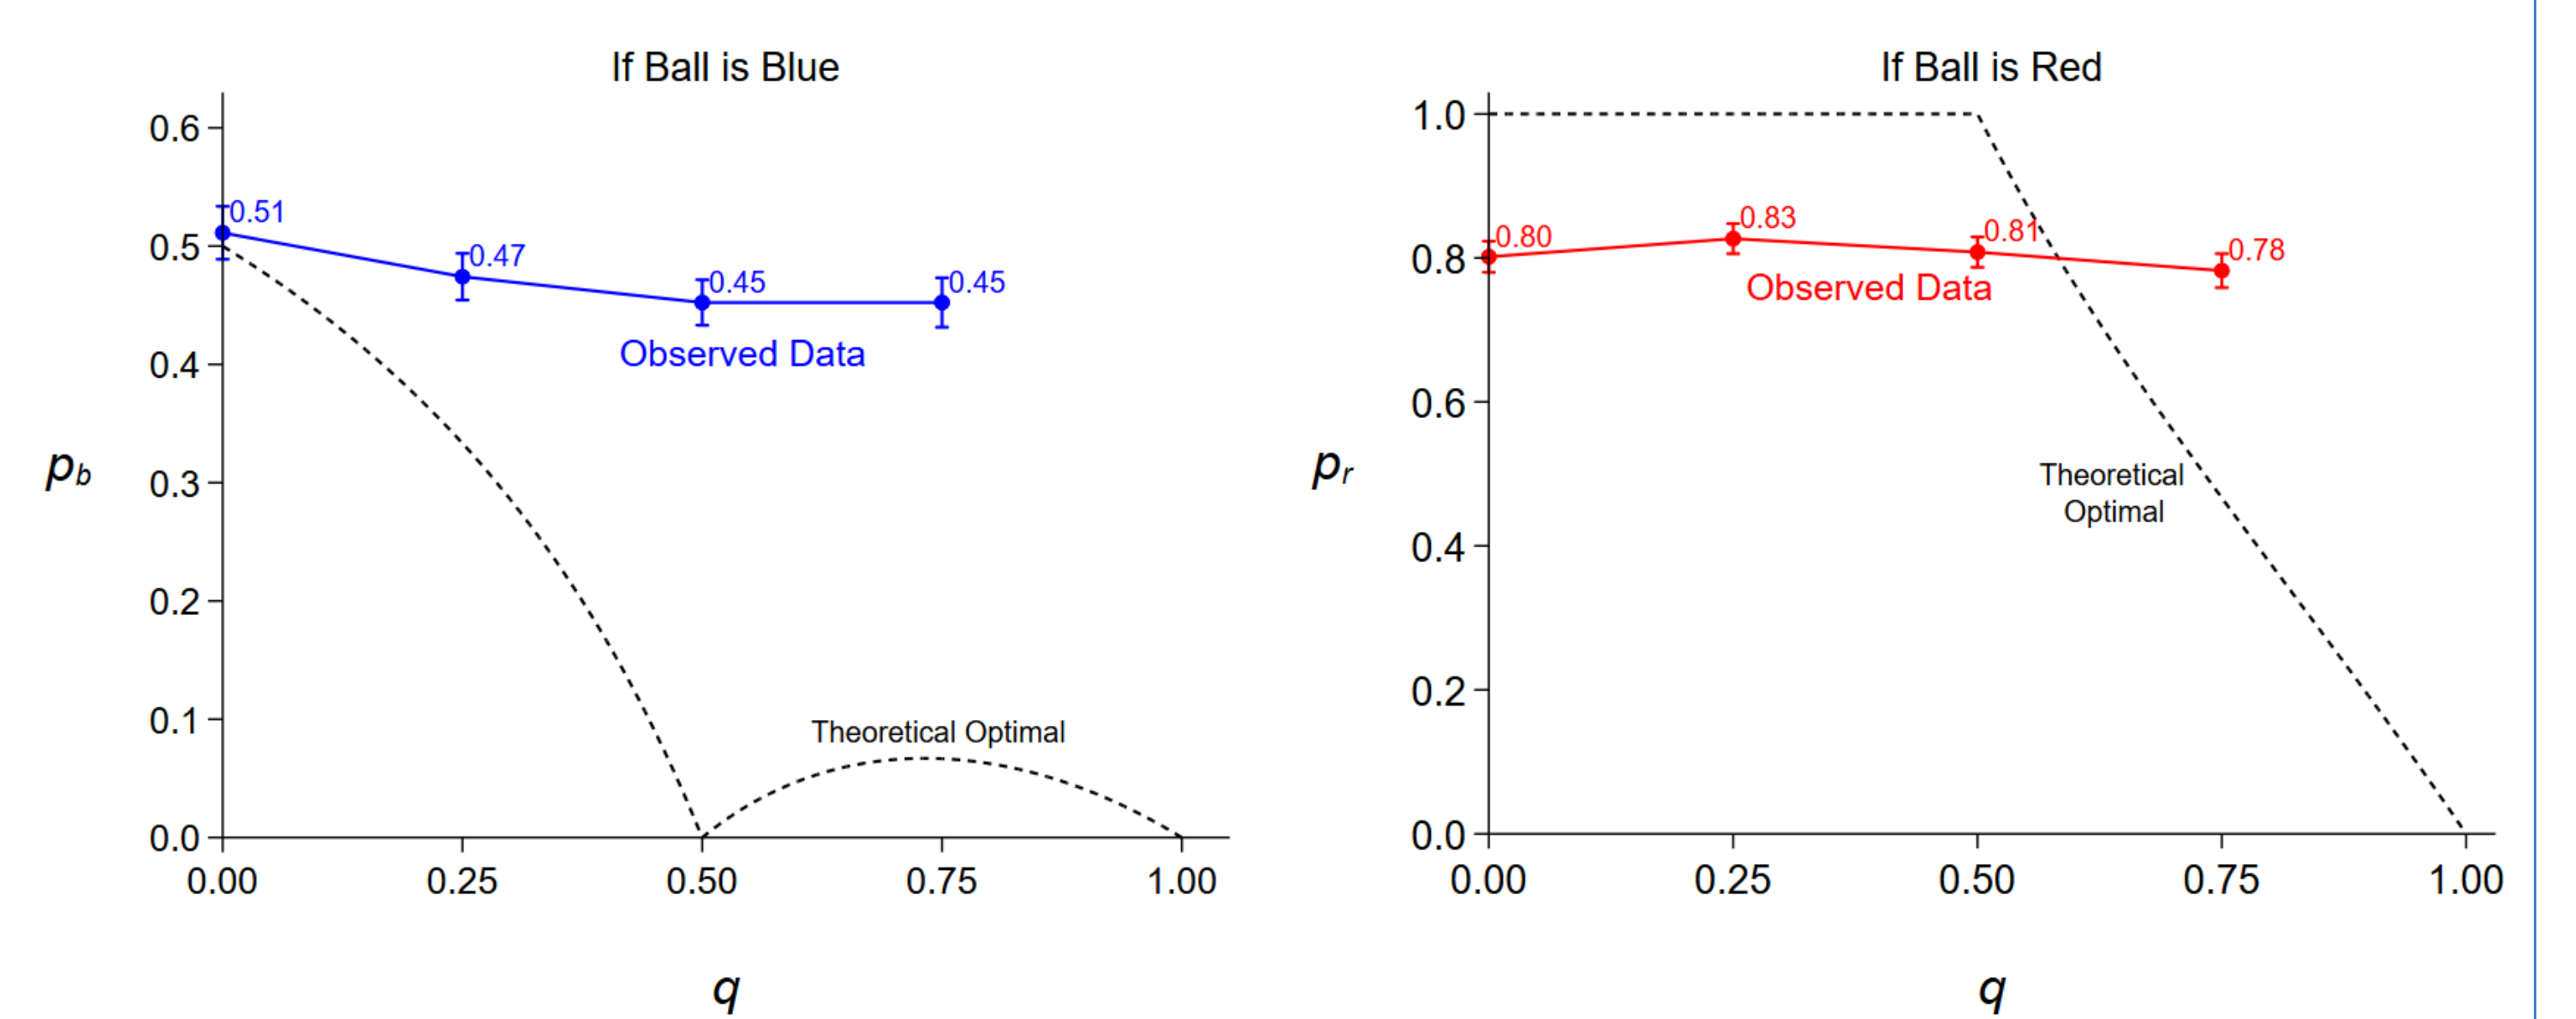 If Ball is Blue
0.6
0.5
0.4
0.3
0.2
0.1
0.0
pb
0.51
0.47
0.45
0.45
Observed Data
Theoretical Optimal
0.00 0.25 0.50 0.75 1.00
q
If Ball is Red
1.0
0.8
0.6
0.4
0.2
0.0
pr
0.80
0.83
0.81
0.78
Observed Data
Theoretical
Optimal
0.00 0.25 0.50 0.75 1.00
q